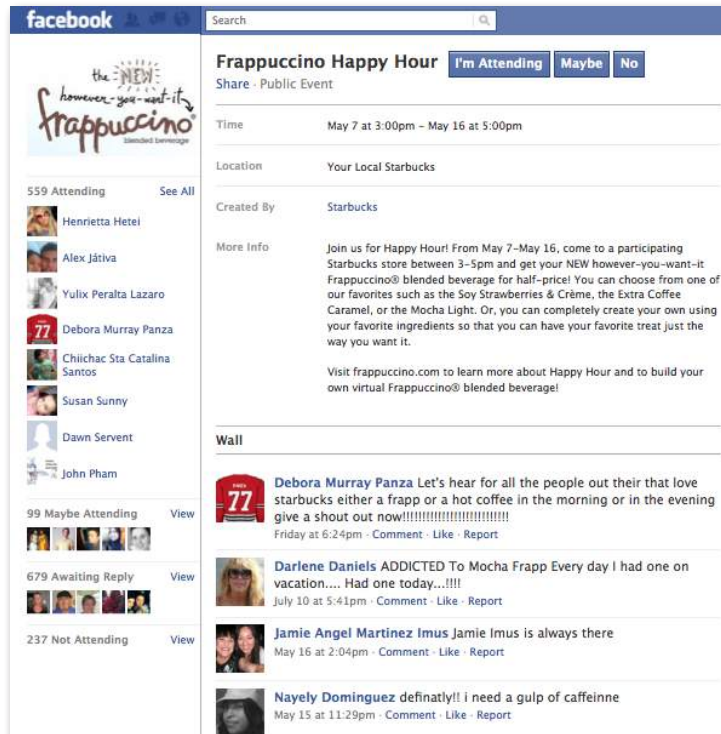 facebook
Search
the NEW
however-you-want-it
frappuccino®
blended beverage
559 Attending See All
Henrietta Hetei
Alex Játiva
Yulix Peralta Lazaro
77
Debora Murray Panza
Chiichac Sta Catalina
Santos
Susan Sunny
Dawn Servent
John Pham
99 Maybe Attending View
679 Awaiting Reply View
237 Not Attending View
Frappuccino Happy Hour I'm Attending Maybe No
Share · Public Event
Time May 7 at 3:00pm - May 16 at 5:00pm
Location Your Local Starbucks
Created By Starbucks
More Info Join us for Happy Hour! From May 7-May 16, come to a participating
Starbucks store between 3-5pm and get your NEW however-you-want-it
Frappuccino® blended beverage for half-price! You can choose from one of
our favorites such as the Soy Strawberries & Crème, the Extra Coffee
Caramel, or the Mocha Light. Or, you can completely create your own using
your favorite ingredients so that you can have your favorite treat just the
way you want it.
Visit frappuccino.com to learn more about Happy Hour and to build your
own virtual Frappuccino® blended beverage!
Wall
77
Debora Murray Panza Let's hear for all the people out their that love
starbucks either a frapp or a hot coffee in the morning or in the evening
give a shout out now!!!!!!!!!!!!!!!!!!!!!!!!!!!
Friday at 6:24pm · Comment · Like · Report
Darlene Daniels ADDICTED To Mocha Frapp Every day I had one on
vacation.... Had one today...!!!!
July 10 at 5:41pm · Comment · Like · Report
Jamie Angel Martinez Imus Jamie Imus is always there
May 16 at 2:04pm · Comment · Like · Report
Nayely Dominguez definatly!! i need a gulp of caffeinne
May 15 at 11:29pm · Comment · Like · Report